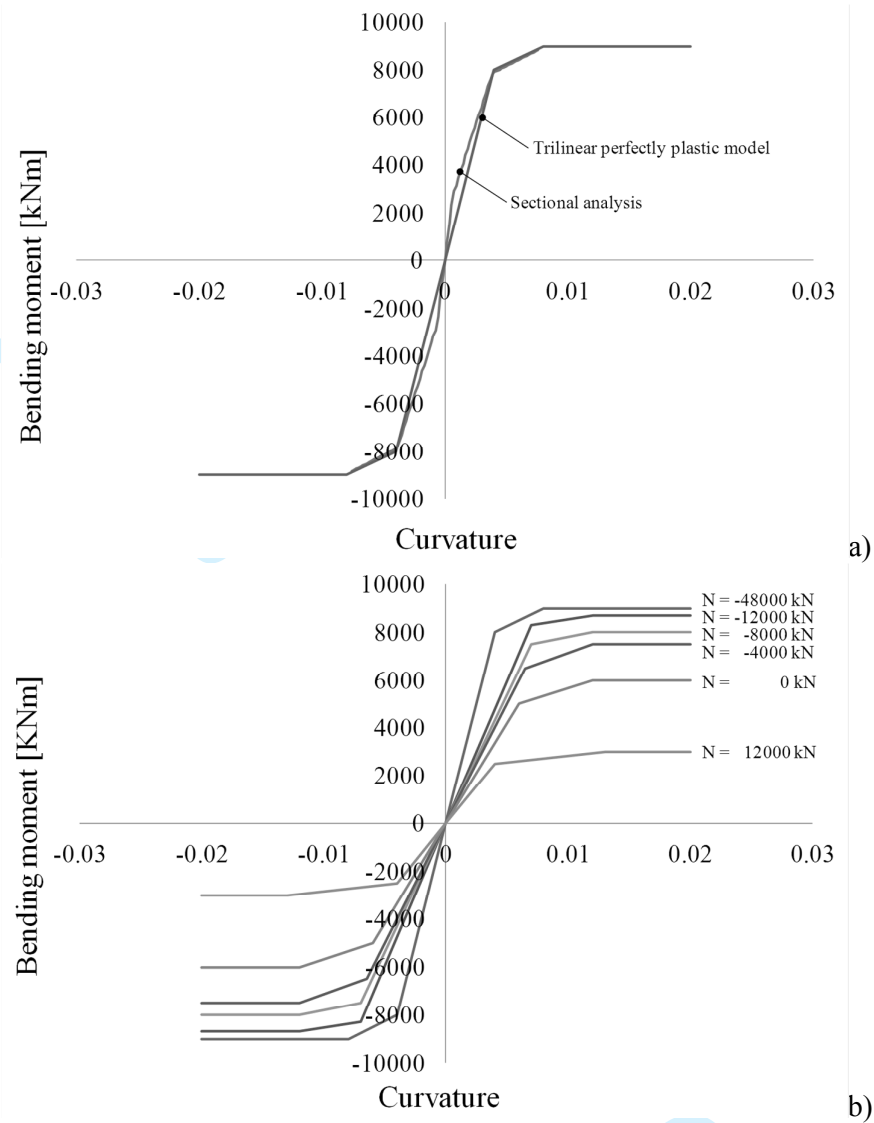 10000
8000
6000
Trilinear perfectly plastic model
4000
Sectional analysis
2000
0
-0.03 -0.02 -0.01 0 0.01 0.02 0.03
-2000
-4000
-6000
-8000
-10000
Bending moment [kNm]
Curvature
a)
10000
N = -48000 kN
N = -12000 kN
8000
N = -8000 kN
N = -4000 kN
6000
N = 0 kN
4000
N = 12000 kN
2000
0
-0.03 -0.02 -0.01 0 0.01 0.02 0.03
-2000
-4000
-6000
-8000
-10000
Bending moment [KNm]
Curvature
b)